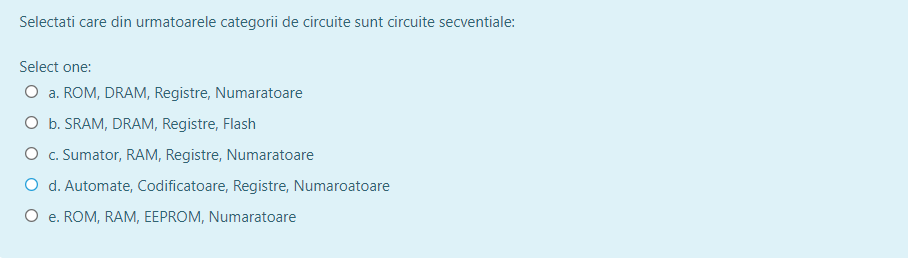 Selectati care din urmatoarele categorii de circuite sunt circuite secventiale:
Select one:
a. ROM, DRAM, Registre, Numaratoare
b. SRAM, DRAM, Registre, Flash
c. Sumator, RAM, Registre, Numaratoare
d. Automate, Codificatoare, Registre, Numaroatoare
e. ROM, RAM, EEPROM, Numaratoare